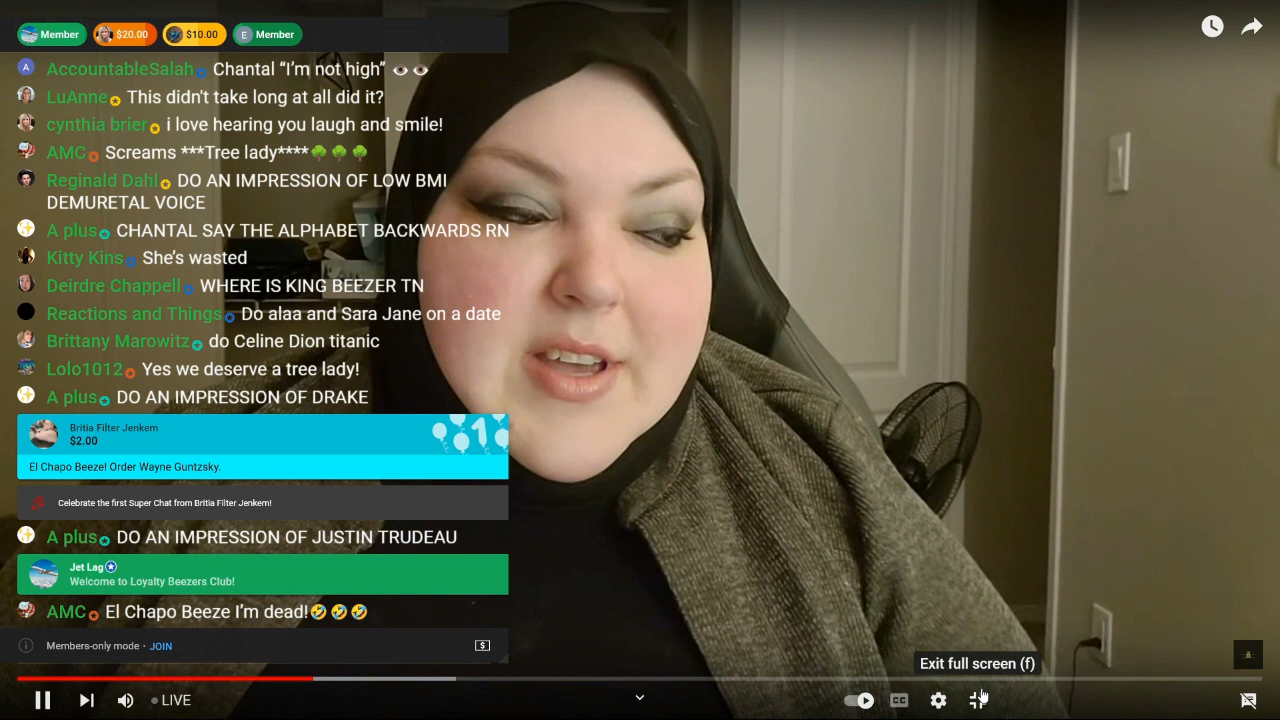 Member $20.00 $10.00 E Member
A AccountableSalah Chantal “I’m not high” 👀
LuAnne This didn't take long at all did it?
cynthia brier i love hearing you laugh and smile!
AMC Screams ***Tree lady****🌳🌳🌳
Reginald Dahl DO AN IMPRESSION OF LOW BMI
DEMURETAL VOICE
A plus CHANTAL SAY THE ALPHABET BACKWARDS RN
Kitty Kins She’s wasted
Deirdre Chappell WHERE IS KING BEEZER TN
Reactions and Things Do alaa and Sara Jane on a date
Brittany Marowitz do Celine Dion titanic
Lolo1012 Yes we deserve a tree lady!
A plus DO AN IMPRESSION OF DRAKE
Britia Filter Jenkem
$2.00
1
El Chapo Beeze! Order Wayne Guntzsky.
Celebrate the first Super Chat from Britia Filter Jenkem!
A plus DO AN IMPRESSION OF JUSTIN TRUDEAU
Jet Lag
Welcome to Loyalty Beezers Club!
AMC El Chapo Beeze I’m dead!🤣🤣🤣
Members-only mode · JOIN
Exit full screen (f)
LIVE
CC